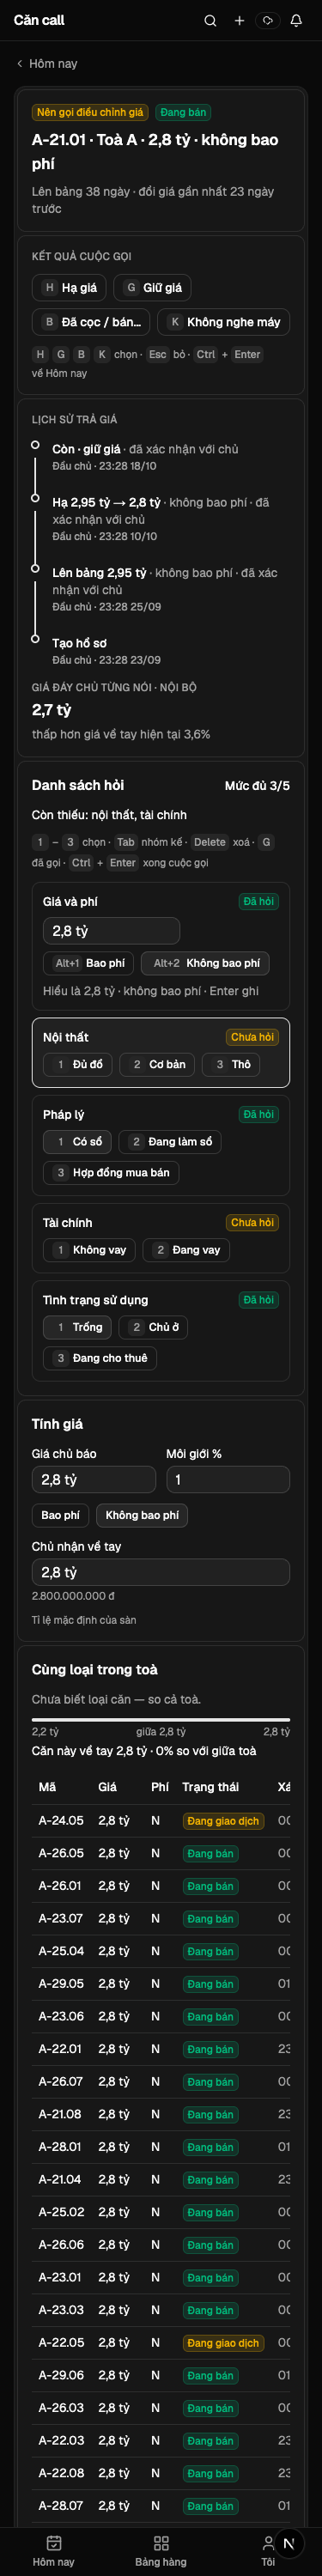 Căn call
Hôm nay
Nên gọi điều chỉnh giá Đang bán
A-21.01 · Toà A · 2,8 tỷ · không bao
phí
Lên bảng 38 ngày · đổi giá gần nhất 23 ngày
trước
KẾT QUẢ CUỘC GỌI
H Hạ giá G Giữ giá
B Đã cọc / bán... K Không nghe máy
H G B K chọn · Esc bỏ · Ctrl + Enter
về Hôm nay
LỊCH SỬ TRẢ GIÁ
Còn · giữ giá · đã xác nhận với chủ
Đầu chủ · 23:28 18/10
Hạ 2,95 tỷ → 2,8 tỷ · không bao phí · đã
xác nhận với chủ
Đầu chủ · 23:28 10/10
Lên bảng 2,95 tỷ · không bao phí · đã xác
nhận với chủ
Đầu chủ · 23:28 25/09
Tạo hồ sơ
Đầu chủ · 23:28 23/09
GIÁ ĐÁY CHỦ TỪNG NÓI · NỘI BỘ
2,7 tỷ
thấp hơn giá về tay hiện tại 3,6%
Danh sách hỏi Mức đủ 3/5
Còn thiếu: nội thất, tài chính
1 – 3 chọn · Tab nhóm kế · Delete xoá · G
đã gọi · Ctrl + Enter xong cuộc gọi
Giá và phí Đã hỏi
2,8 tỷ
Alt+1 Bao phí Alt+2 Không bao phí
Hiểu là 2,8 tỷ · không bao phí · Enter ghi
Nội thất Chưa hỏi
1 Đủ đồ 2 Cơ bản 3 Thô
Pháp lý Đã hỏi
1 Có sổ 2 Đang làm sổ
3 Hợp đồng mua bán
Tài chính Chưa hỏi
1 Không vay 2 Đang vay
Tình trạng sử dụng Đã hỏi
1 Trống 2 Chủ ở
3 Đang cho thuê
Tính giá
Giá chủ báo Môi giới %
2,8 tỷ 1
Bao phí Không bao phí
Chủ nhận về tay
2,8 tỷ
2.800.000.000 đ
Tỉ lệ mặc định của sàn
Cùng loại trong toà
Chưa biết loại căn — so cả toà.
2,2 tỷ giữa 2,8 tỷ 2,8 tỷ
Căn này về tay 2,8 tỷ · 0% so với giữa toà
Mã Giá Phí Trạng thái Xá
A-24.05 2,8 tỷ N Đang giao dịch 00
A-26.05 2,8 tỷ N Đang bán 00
A-26.01 2,8 tỷ N Đang bán 00
A-23.07 2,8 tỷ N Đang bán 00
A-25.04 2,8 tỷ N Đang bán 00
A-29.05 2,8 tỷ N Đang bán 01
A-23.06 2,8 tỷ N Đang bán 00
A-22.01 2,8 tỷ N Đang bán 23
A-26.07 2,8 tỷ N Đang bán 00
A-21.08 2,8 tỷ N Đang bán 23
A-28.01 2,8 tỷ N Đang bán 01
A-21.04 2,8 tỷ N Đang bán 23
A-25.02 2,8 tỷ N Đang bán 00
A-26.06 2,8 tỷ N Đang bán 00
A-23.01 2,8 tỷ N Đang bán 00
A-23.03 2,8 tỷ N Đang bán 00
A-22.05 2,8 tỷ N Đang giao dịch 00
A-29.06 2,8 tỷ N Đang bán 01
A-26.03 2,8 tỷ N Đang bán 00
A-22.03 2,8 tỷ N Đang bán 23
A-22.08 2,8 tỷ N Đang bán 23
A-28.07 2,8 tỷ N Đang bán 01
Hôm nay Bảng hàng Tôi N